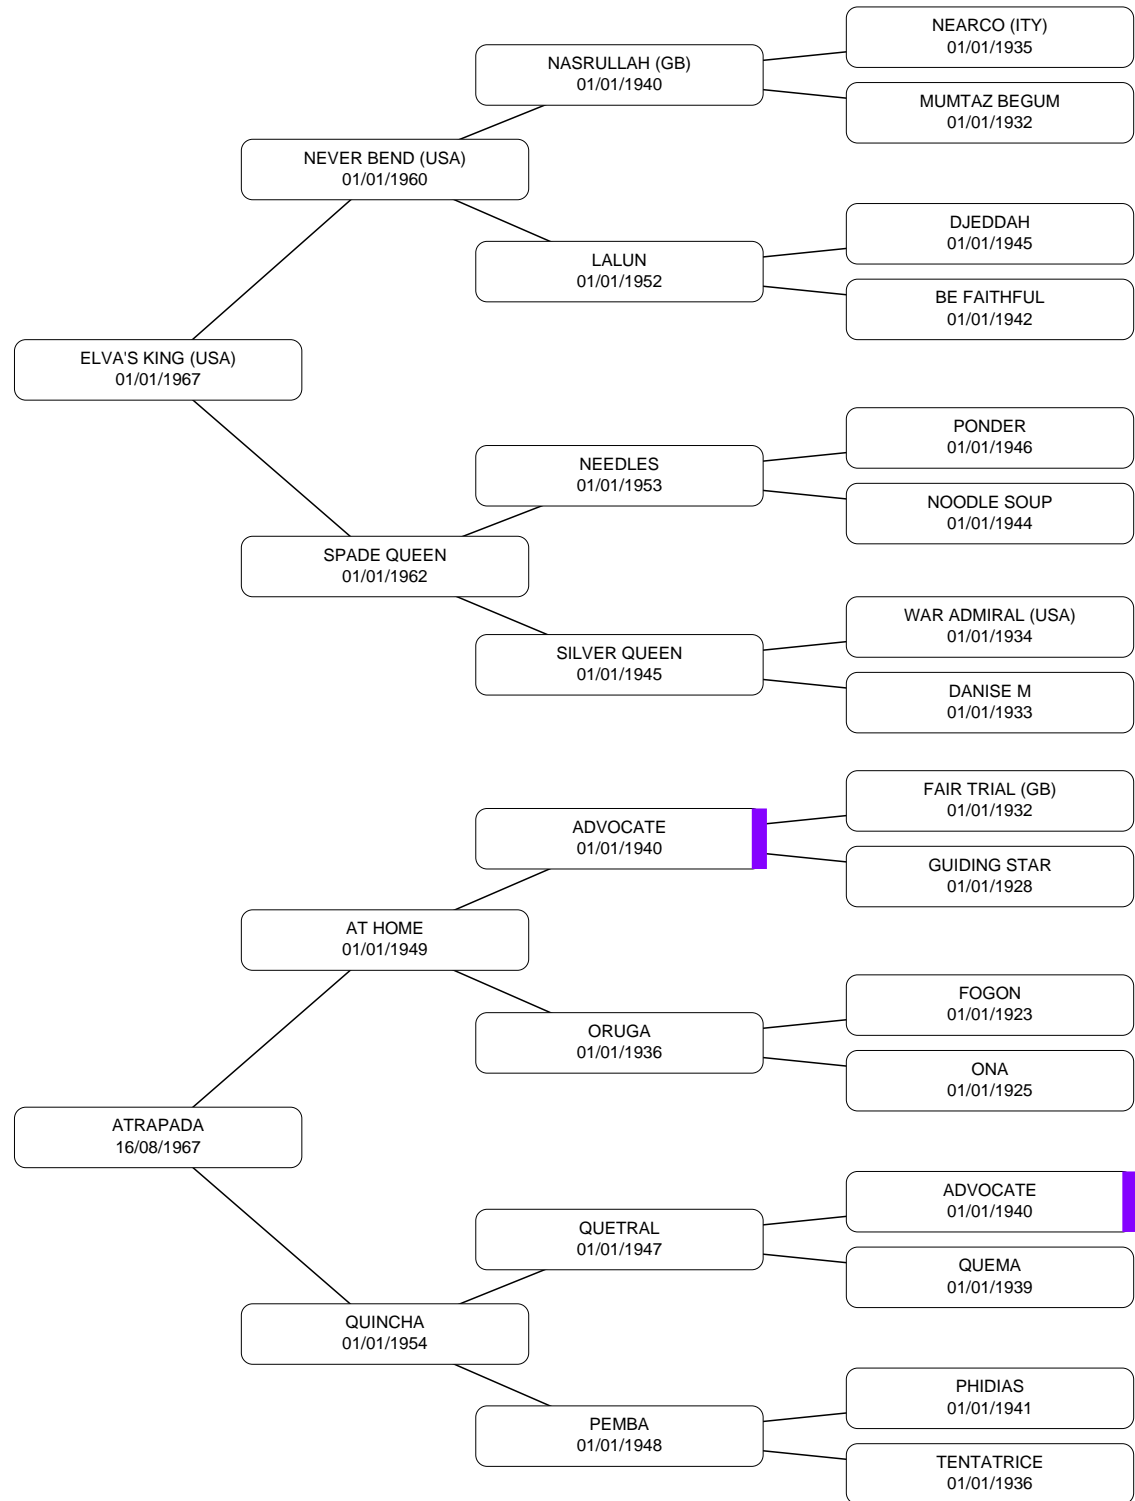 NEARCO (ITY)
01/01/1935
NASRULLAH (GB)
01/01/1940
MUMTAZ BEGUM
01/01/1932
NEVER BEND (USA)
01/01/1960
DJEDDAH
01/01/1945
LALUN
01/01/1952
BE FAITHFUL
01/01/1942
ELVA'S KING (USA)
01/01/1967
PONDER
01/01/1946
NEEDLES
01/01/1953
NOODLE SOUP
01/01/1944
SPADE QUEEN
01/01/1962
WAR ADMIRAL (USA)
01/01/1934
SILVER QUEEN
01/01/1945
DANISE M
01/01/1933
FAIR TRIAL (GB)
01/01/1932
ADVOCATE
01/01/1940
GUIDING STAR
01/01/1928
AT HOME
01/01/1949
FOGON
01/01/1923
ORUGA
01/01/1936
ONA
01/01/1925
ATRAPADA
16/08/1967
ADVOCATE
01/01/1940
QUETRAL
01/01/1947
QUEMA
01/01/1939
QUINCHA
01/01/1954
PHIDIAS
01/01/1941
PEMBA
01/01/1948
TENTATRICE
01/01/1936